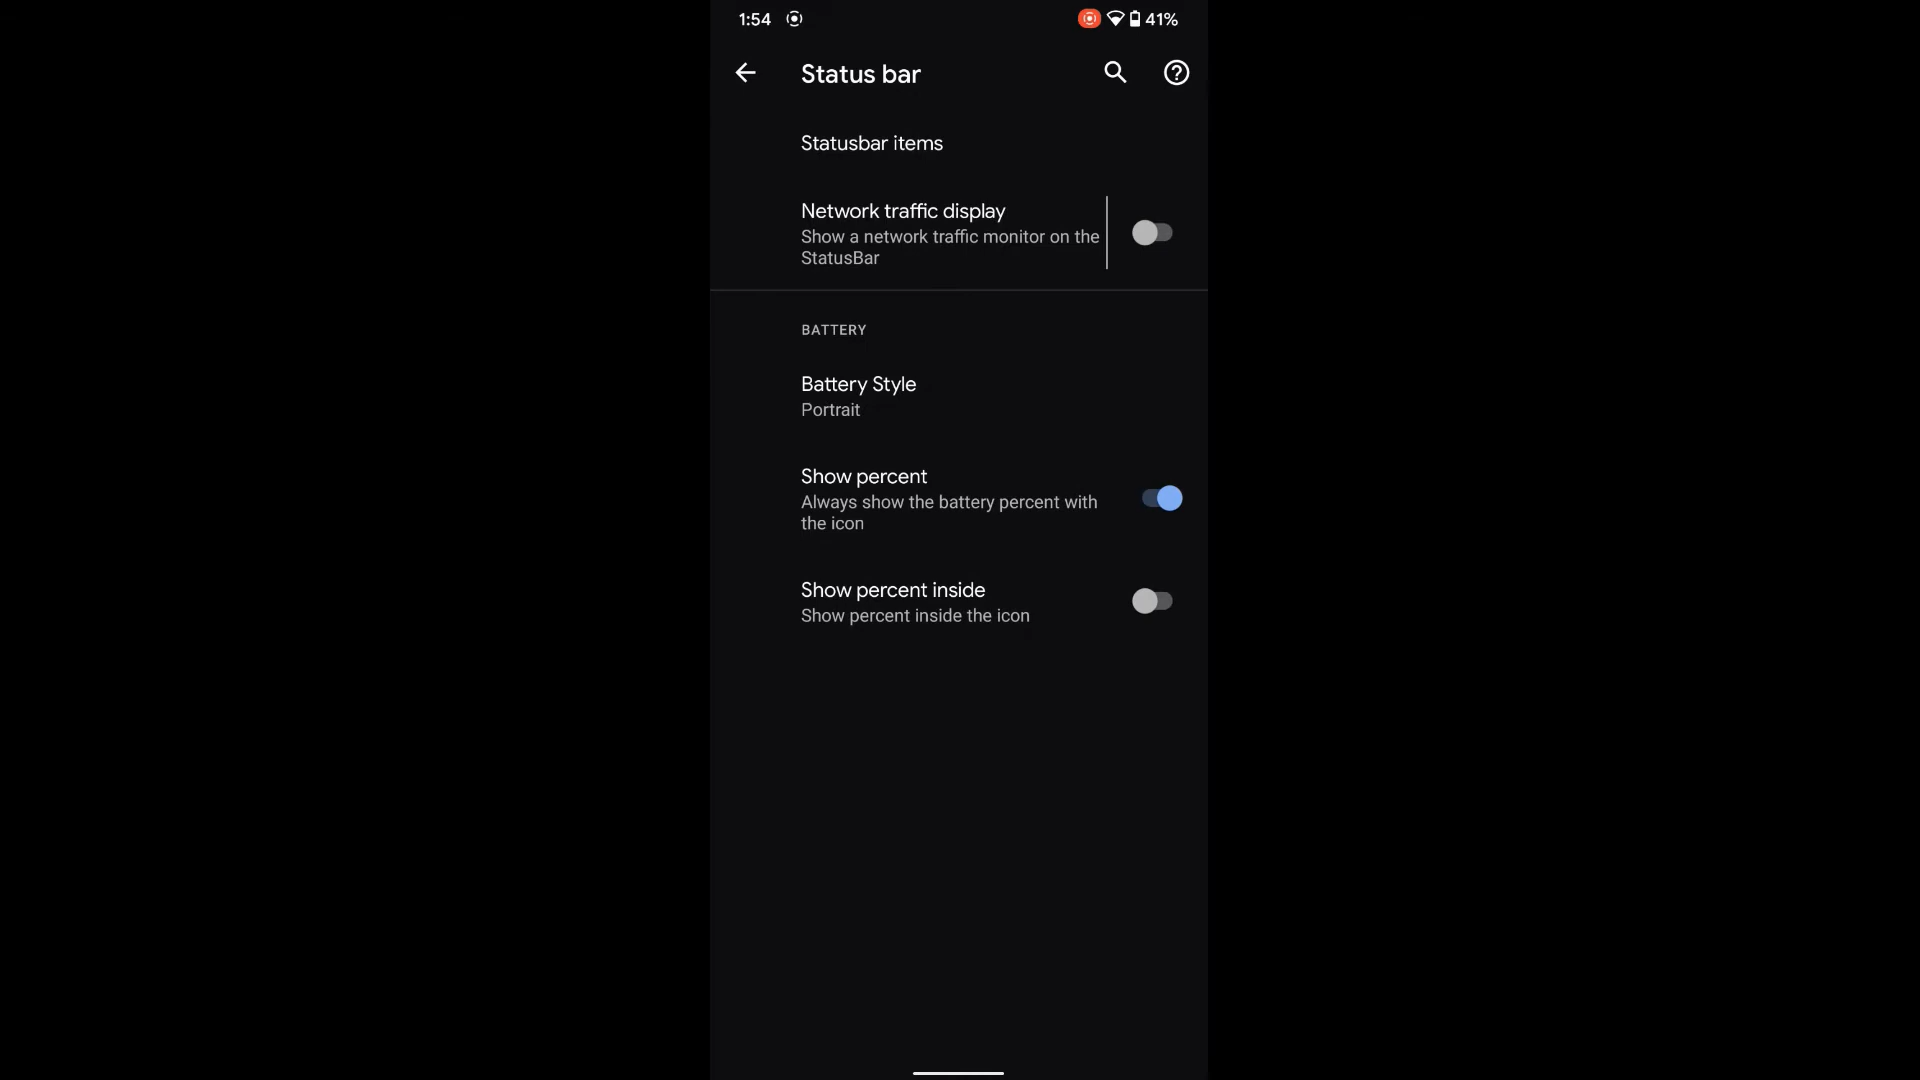 1:54
41%
Status bar
Statusbar items
Network traffic display
Show a network traffic monitor on the
StatusBar
BATTERY
Battery Style
Portrait
Show percent
Always show the battery percent with
the icon
Show percent inside
Show percent inside the icon